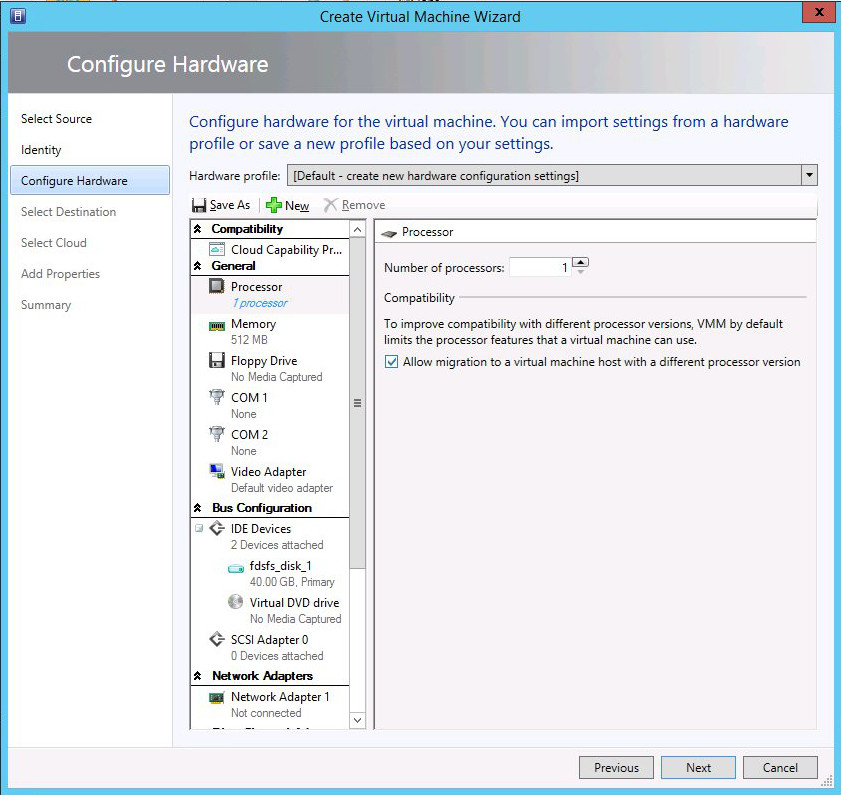 Create Virtual Machine Wizard
x
Configure Hardware
Select Source
Identity
Configure Hardware
Select Destination
Select Cloud
Add Properties
Summary
Configure hardware for the virtual machine. You can import settings from a hardware
profile or save a new profile based on your settings.
Hardware profile: [Default - create new hardware configuration settings]
Save As New Remove
Compatibility
Cloud Capability Pr...
General
Processor
1 processor
Memory
512 MB
Floppy Drive
No Media Captured
COM 1
None
COM 2
None
Video Adapter
Default video adapter
Bus Configuration
IDE Devices
2 Devices attached
fdsfs_disk_1
40.00 GB, Primary
Virtual DVD drive
No Media Captured
SCSI Adapter 0
0 Devices attached
Network Adapters
Network Adapter 1
Not connected
Processor
Number of processors: 1
Compatibility
To improve compatibility with different processor versions, VMM by default
limits the processor features that a virtual machine can use.
Allow migration to a virtual machine host with a different processor version
Previous Next Cancel